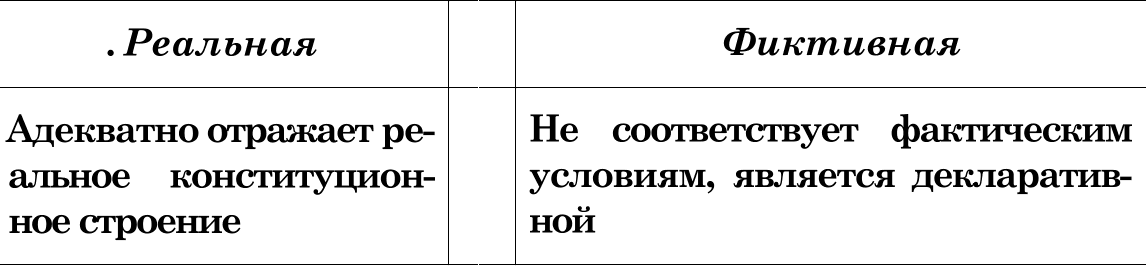 . Реальная
Фиктивная
Адекватно отражает ре-
альное конституцион-
ное строение
Не соответствует фактическим
условиям, является декларатив-
ной